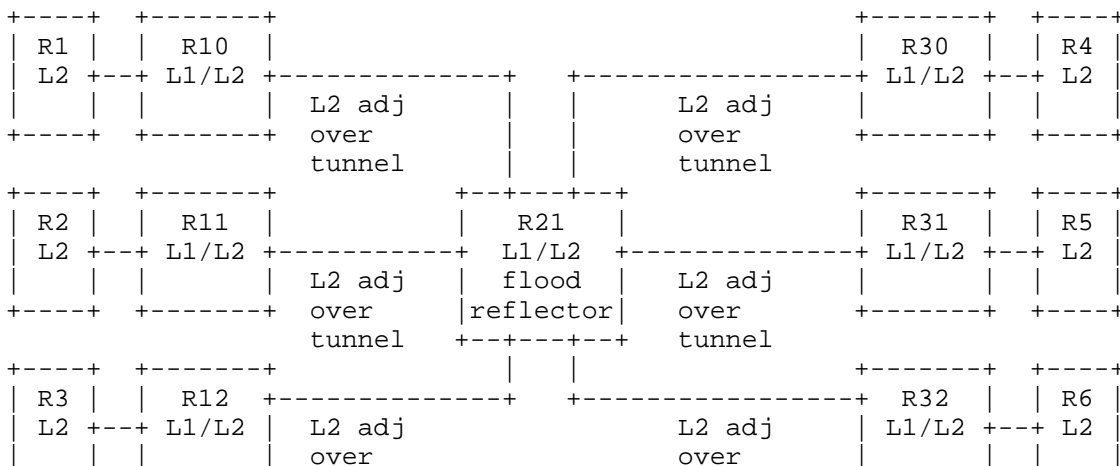 +----+  +-------+                                   +-------+  +----+
| R1 |  |  R10  |                                   |  R30  |  | R4 |
| L2 +--+ L1/L2 +--------------+   +----------------+ L1/L2 +--+ L2 |
|    |  |       |  L2 adj      |   |      L2 adj    |       |  |    |
+----+  +-------+  over        |   |      over      +-------+  +----+
                   tunnel      |   |      tunnel
+----+  +-------+           +--+---+--+             +-------+  +----+
| R2 |  |  R11  |           |   R21   |             |  R31  |  | R5 |
| L2 +--+ L1/L2 +-----------+  L1/L2  +-------------+ L1/L2 +--+ L2 |
|    |  |       |  L2 adj   |  flood  |   L2 adj    |       |  |    |
+----+  +-------+  over     |reflector|   over      +-------+  +----+
                   tunnel   +--+---+--+   tunnel
+----+  +-------+              |   |                +-------+  +----+
| R3 |  |  R12  +--------------+   +----------------+  R32  |  | R6 |
| L2 +--+ L1/L2 |  L2 adj                 L2 adj    | L1/L2 +--+ L2 |
|    |  |       |  over                   over      |       |  |    |